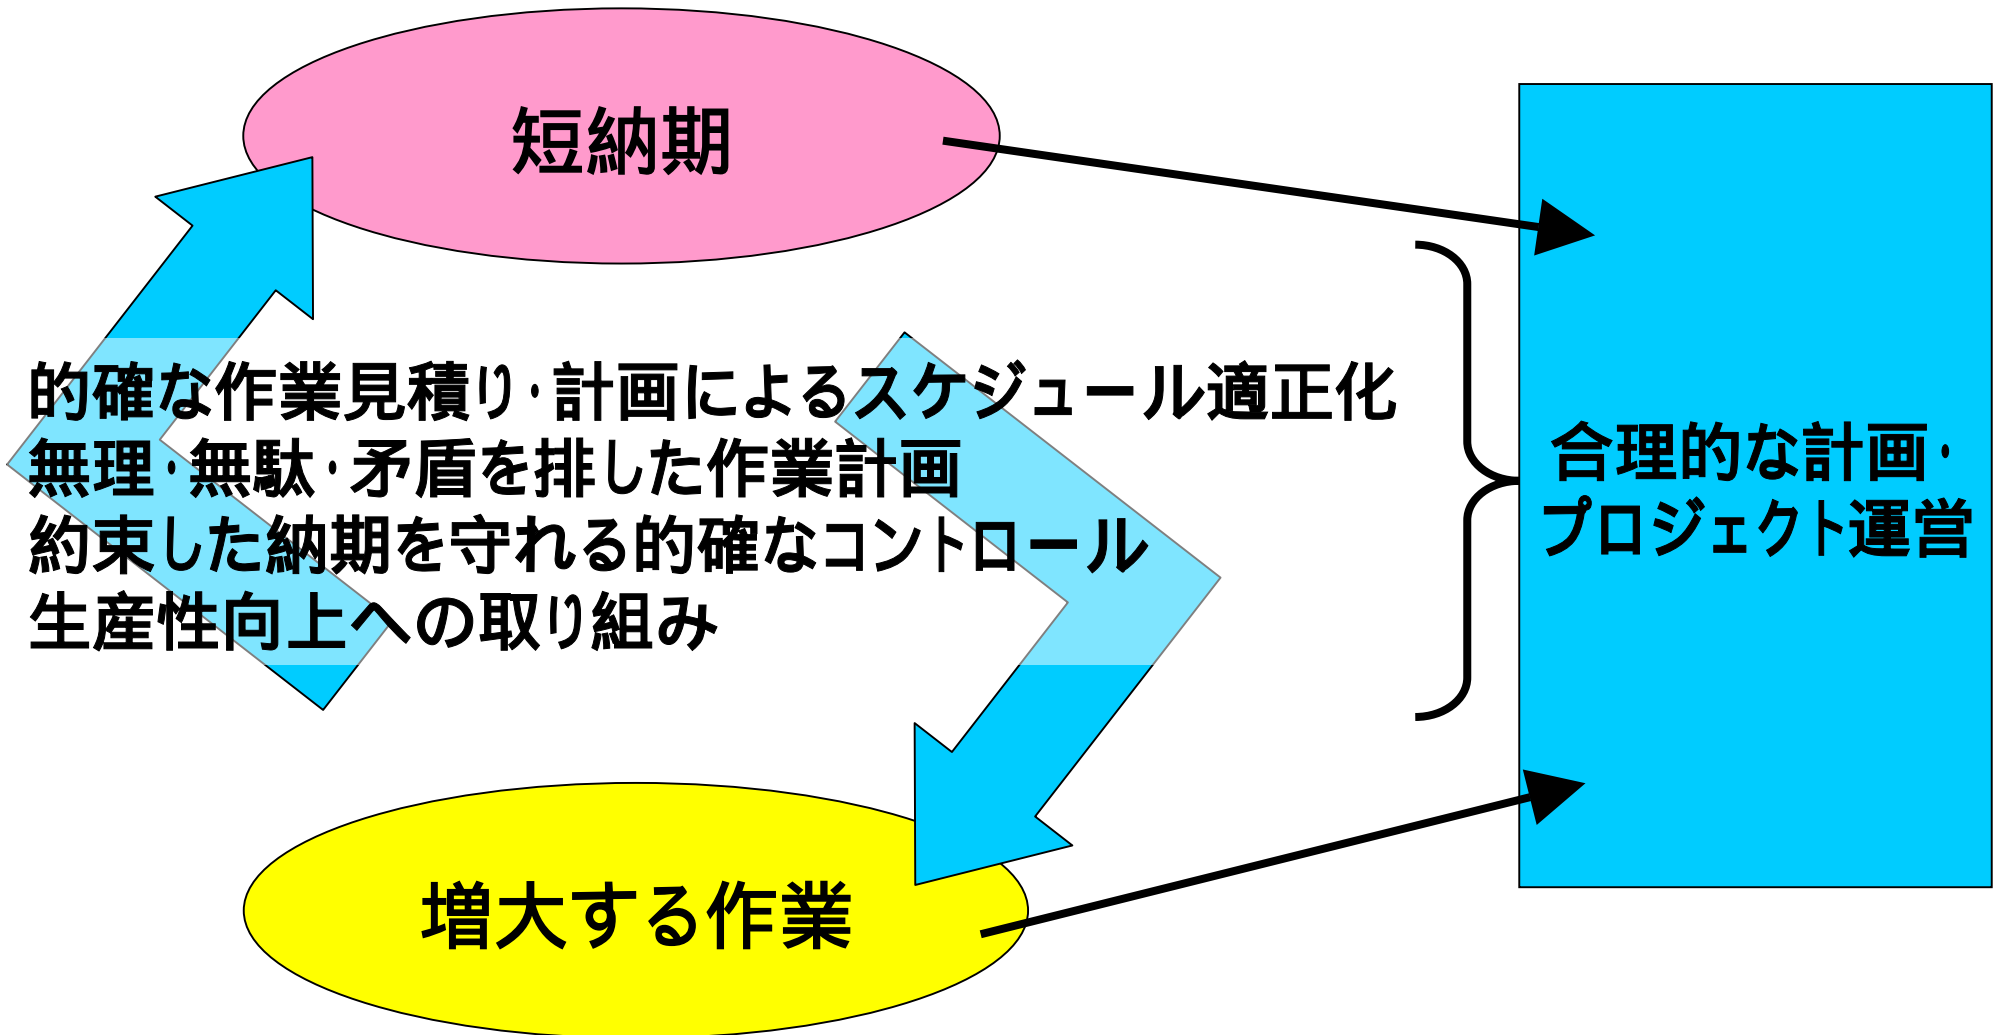 短納期
的確な作業見積り・計画によるスケジュール適正化
無理・無駄・矛盾を排した作業計画
約束した納期を守れる的確なコントロール
生産性向上への取り組み
合理的な計画・
プロジェクト運営
増大する作業